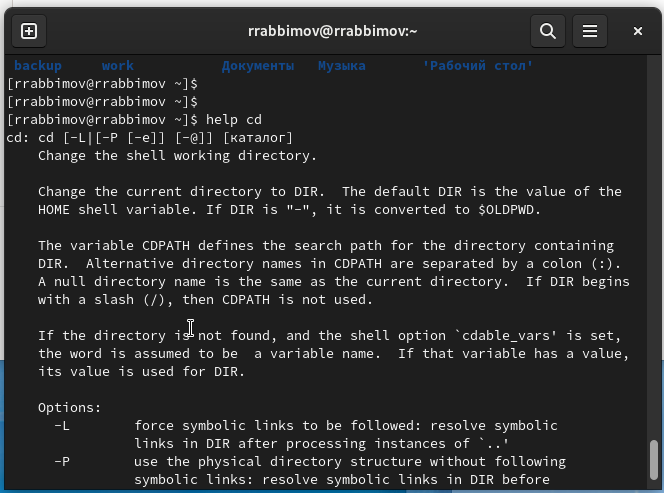 rrabbimov@rrabbimov:~
backup work Документы Музыка 'Рабочий стол'
[rrabbimov@rrabbimov ~]$
[rrabbimov@rrabbimov ~]$
[rrabbimov@rrabbimov ~]$ help cd
cd: cd [-L|[-P [-e]] [-@]] [каталог]
Change the shell working directory.
Change the current directory to DIR.  The default DIR is the value of the
HOME shell variable. If DIR is "-", it is converted to $OLDPWD.
The variable CDPATH defines the search path for the directory containing
DIR.  Alternative directory names in CDPATH are separated by a colon (:).
A null directory name is the same as the current directory.  If DIR begins
with a slash (/), then CDPATH is not used.
If the directory is not found, and the shell option `cdable_vars' is set,
the word is assumed to be  a variable name.  If that variable has a value,
its value is used for DIR.
Options:
-L force symbolic links to be followed: resolve symbolic
links in DIR after processing instances of `..'
-P use the physical directory structure without following
symbolic links: resolve symbolic links in DIR before